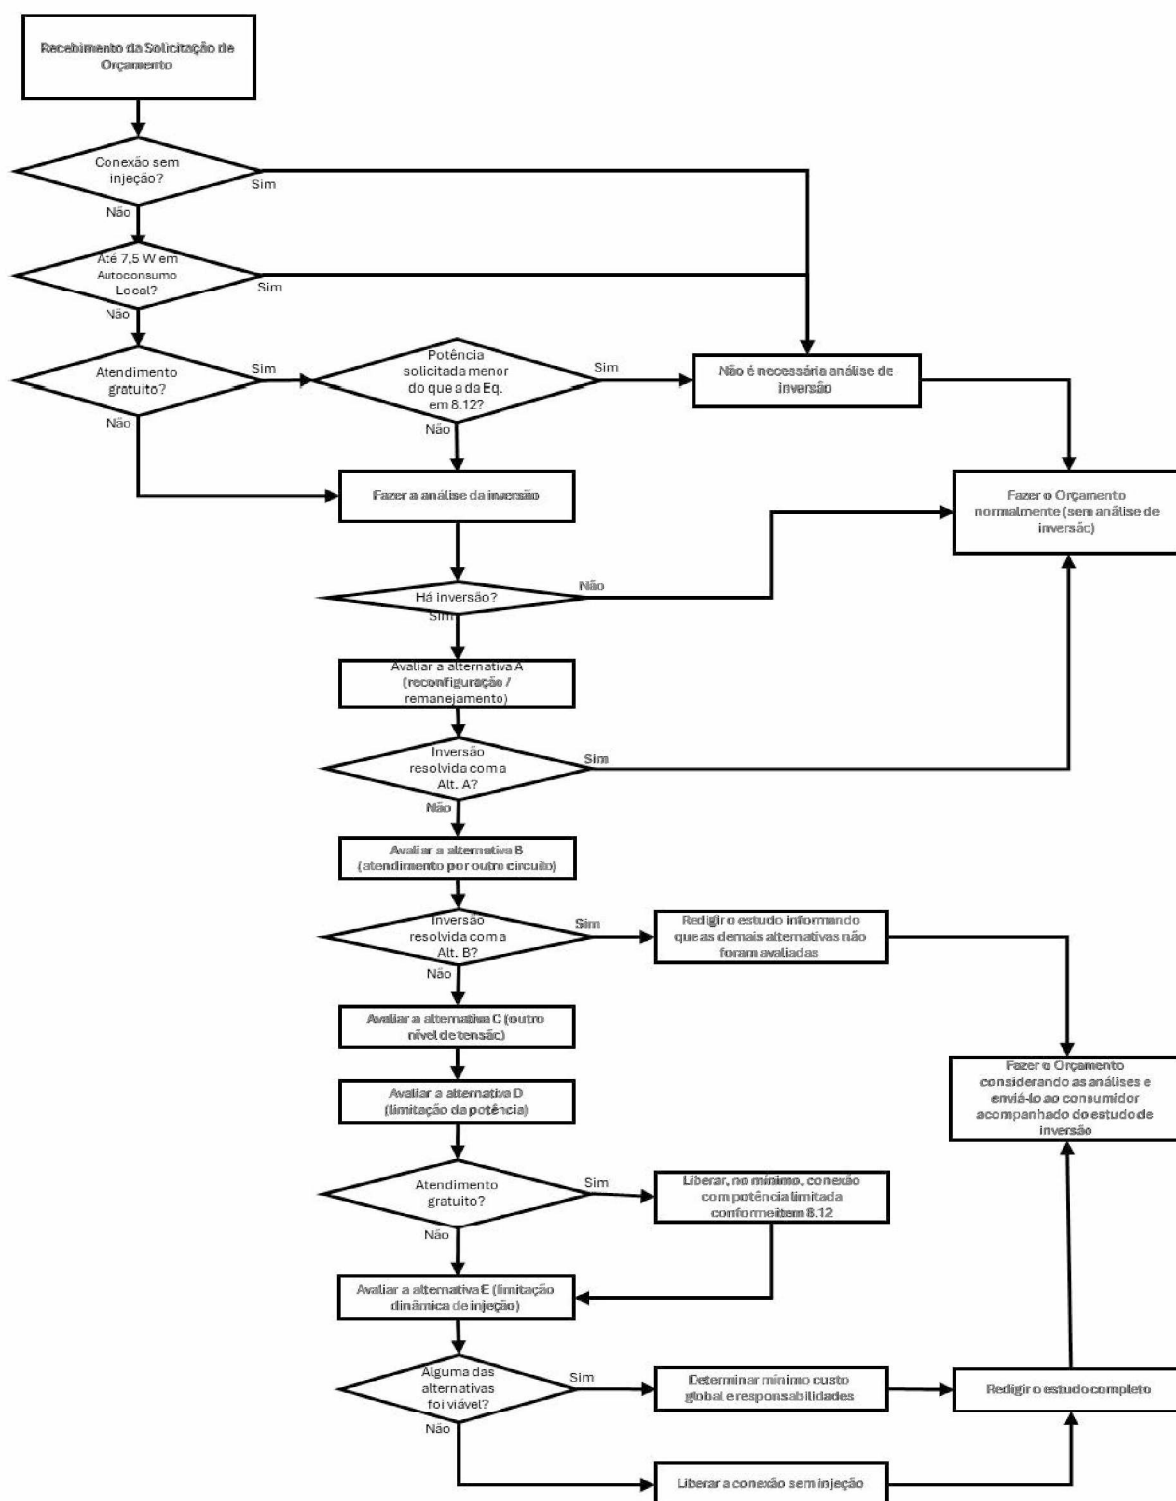 Recebimento da Solicitação de
Orçamento
Conexão sem
injeção?
Sim
Não
Até 7,5 W em
Autoconsumo
Local?
Sim
Não
Atendimento
gratuito?
Sim
Não
Potência
solicitada menor
do que a da Eq.
em 8.12?
Sim
Não
Não é necessária análise de
inversão
Fazer a análise da inversão
Fazer o Orçamento
normalmente (sem análise de
inversão)
Há inversão?
Não
Sim
Avaliar a alternativa A
(reconfiguração /
remanejamento)
Inversão
resolvida com a
Alt. A?
Sim
Não
Avaliar a alternativa B
(atendimento por outro circuito)
Inversão
resolvida com a
Alt. B?
Sim
Não
Redigir o estudo informando
que as demais alternativas não
foram avaliadas
Avaliar a alternativa C (outro
nível de tensão)
Avaliar a alternativa D
(limitação da potência)
Fazer o Orçamento
considerando as análises e
enviá-lo ao consumidor
acompanhado do estudo de
inversão
Atendimento
gratuito?
Sim
Não
Liberar, no mínimo, conexão
com potência limitada
conforme item 8.12
Avaliar a alternativa E (limitação
dinâmica de injeção)
Alguma das
alternativas
foi viável?
Sim
Não
Determinar mínimo custo
global e responsabilidades
Redigir o estudo completo
Liberar a conexão sem injeção